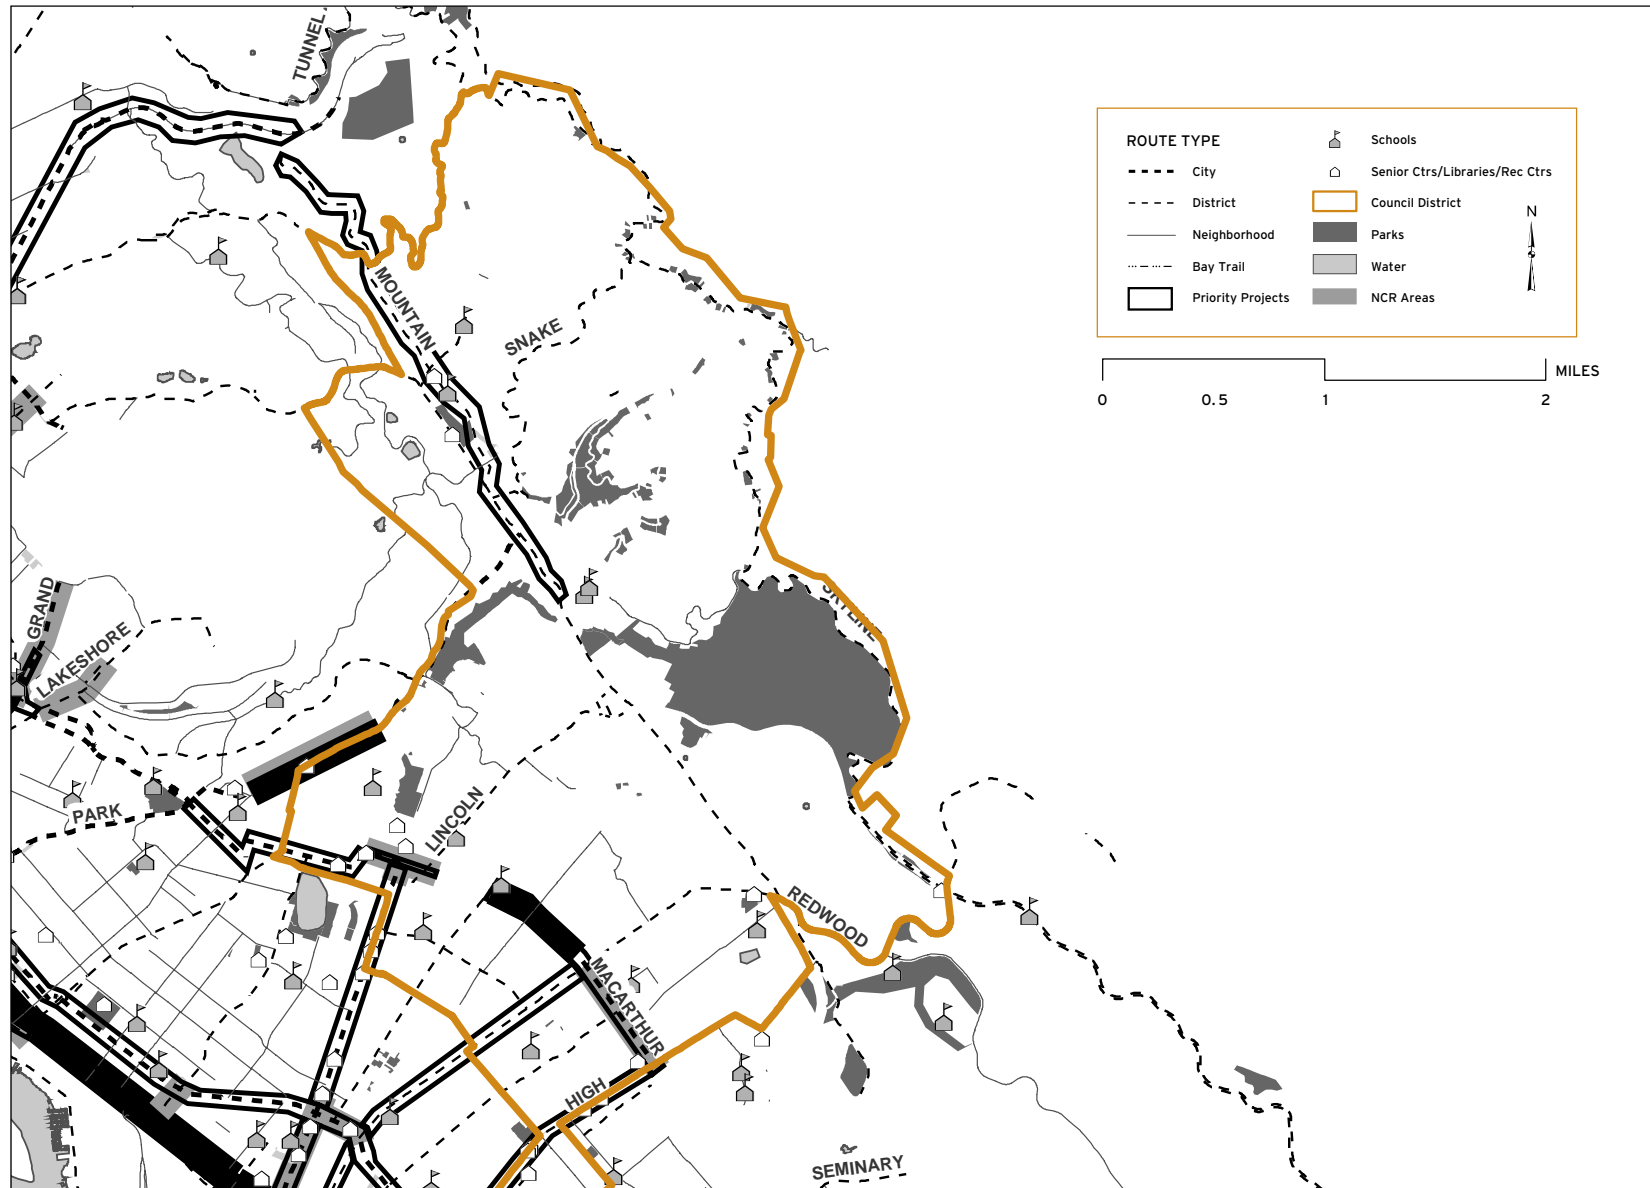 TUNNEL
MOUNTAIN
SNAKE
GRAND
LAKESHORE
PARK
LINCOLN
SKYLINE
REDWOOD
MACARTHUR
HIGH
SEMINARY
ROUTE TYPE
City
District
Neighborhood
Bay Trail
Priority Projects
Schools
Senior Ctrs/Libraries/Rec Ctrs
Council District
Parks
Water
NCR Areas
N
MILES
0 0.5 1 2